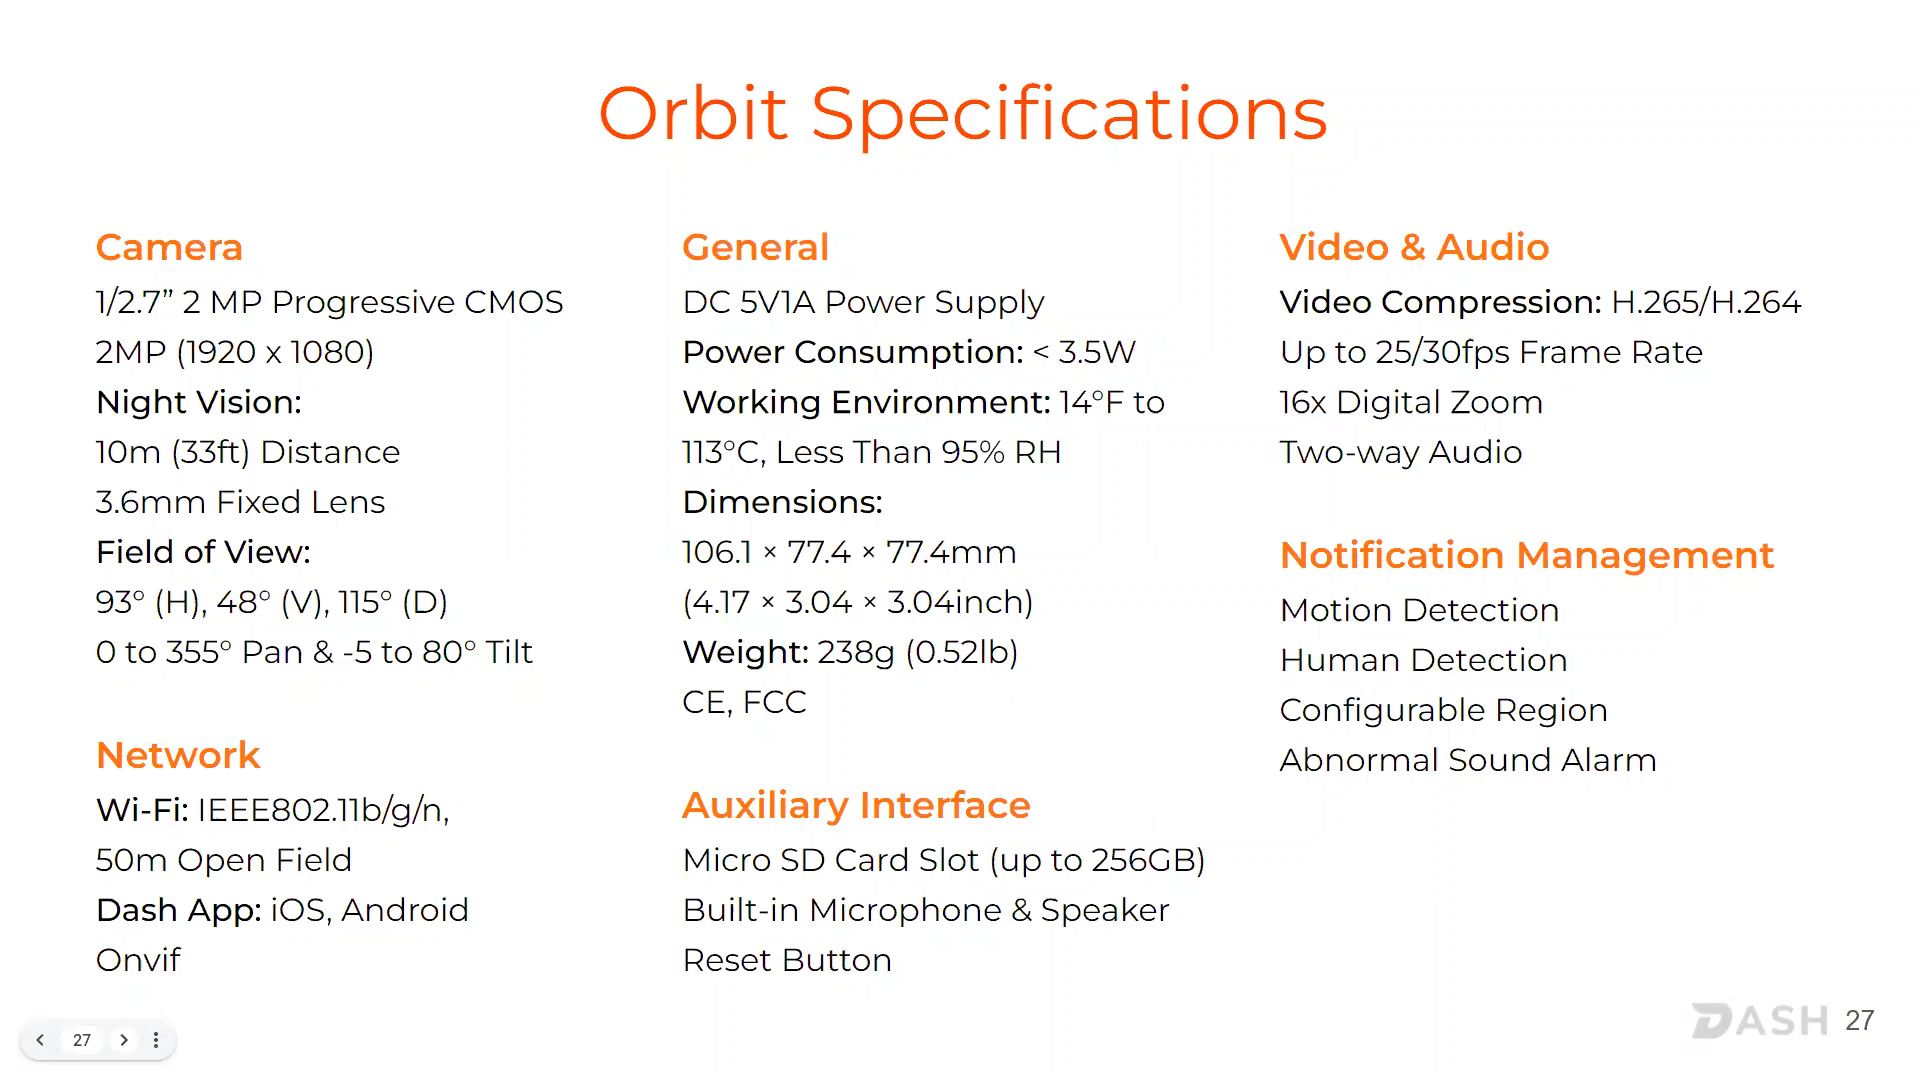 Orbit Specifications
Camera
1/2.7” 2 MP Progressive CMOS
2MP (1920 x 1080)
Night Vision:
10m (33ft) Distance
3.6mm Fixed Lens
Field of View:
93° (H), 48° (V), 115° (D)
0 to 355° Pan & -5 to 80° Tilt
Network
Wi-Fi: IEEE802.11b/g/n,
50m Open Field
Dash App: iOS, Android
Onvif
General
DC 5V1A Power Supply
Power Consumption: < 3.5W
Working Environment: 14°F to
113°C, Less Than 95% RH
Dimensions:
106.1 × 77.4 × 77.4mm
(4.17 × 3.04 × 3.04inch)
Weight: 238g (0.52lb)
CE, FCC
Auxiliary Interface
Micro SD Card Slot (up to 256GB)
Built-in Microphone & Speaker
Reset Button
Video & Audio
Video Compression: H.265/H.264
Up to 25/30fps Frame Rate
16x Digital Zoom
Two-way Audio
Notification Management
Motion Detection
Human Detection
Configurable Region
Abnormal Sound Alarm
27
DASH 27